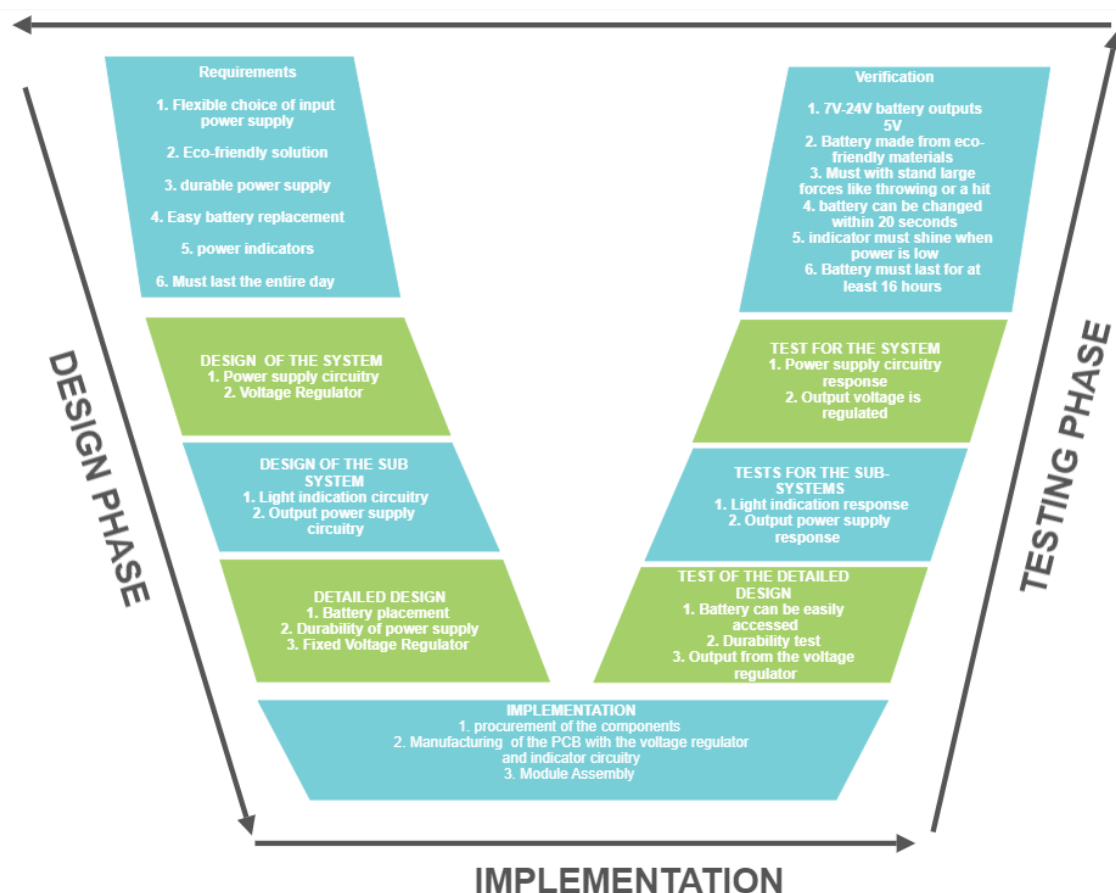 Requirements
1. Flexible choice of input
power supply
2. Eco-friendly solution
3. durable power supply
4. Easy battery replacement
5. power indicators
6. Must last the entire day
DESIGN OF THE SYSTEM
1. Power supply circuitry
2. Voltage Regulator
DESIGN OF THE SUB
SYSTEM
1. Light indication circuitry
2. Output power supply
circuitry
DETAILED DESIGN
1. Battery placement
2. Durability of power supply
3. Fixed Voltage Regulator
IMPLEMENTATION
1. procurement of the components
2. Manufacturing of the PCB with the voltage regulator
and indicator circuitry
3. Module Assembly
Verification
1. 7V-24V battery outputs
5V
2. Battery made from eco-
friendly materials
3. Must with stand large
forces like throwing or a hit
4. battery can be changed
within 20 seconds
5. indicator must shine when
power is low
6. Battery must last for at
least 16 hours
TEST FOR THE SYSTEM
1. Power supply circuitry
response
2. Output voltage is
regulated
TESTS FOR THE SUB-
SYSTEMS
1. Light indication response
2. Output power supply
response
TEST OF THE DETAILED
DESIGN
1. Battery can be easily
accessed
2. Durability test
3. Output from the voltage
regulator
DESIGN PHASE
IMPLEMENTATION
TESTING PHASE